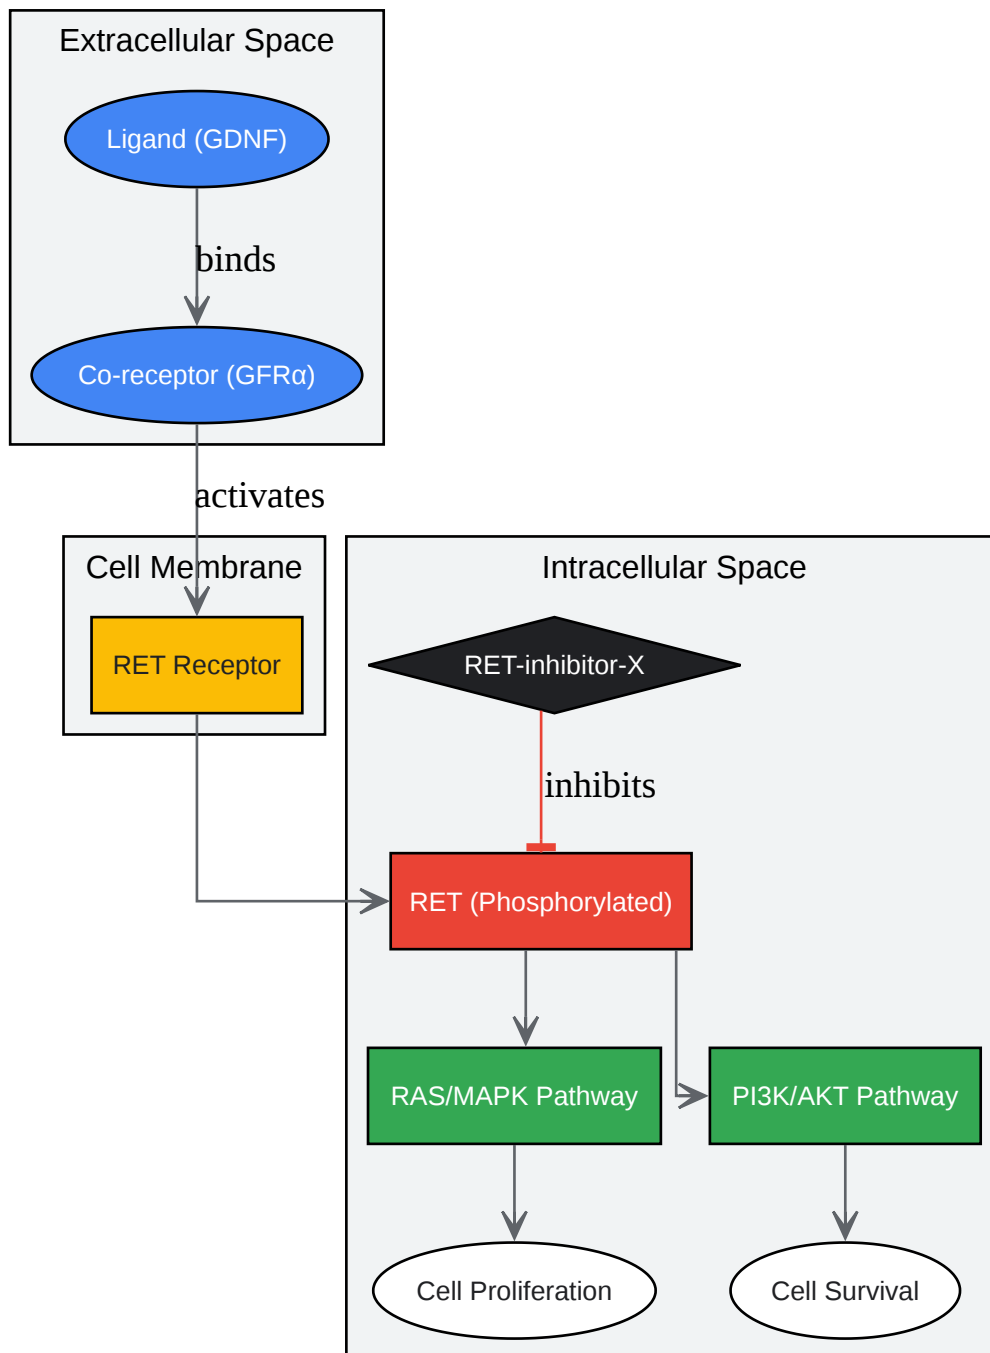 Extracellular Space
Ligand (GDNF)
binds
Co-receptor (GFRα)
activates
Cell Membrane
RET Receptor
Intracellular Space
RET-inhibitor-X
inhibits
RET (Phosphorylated)
RAS/MAPK Pathway
PI3K/AKT Pathway
Cell Proliferation
Cell Survival